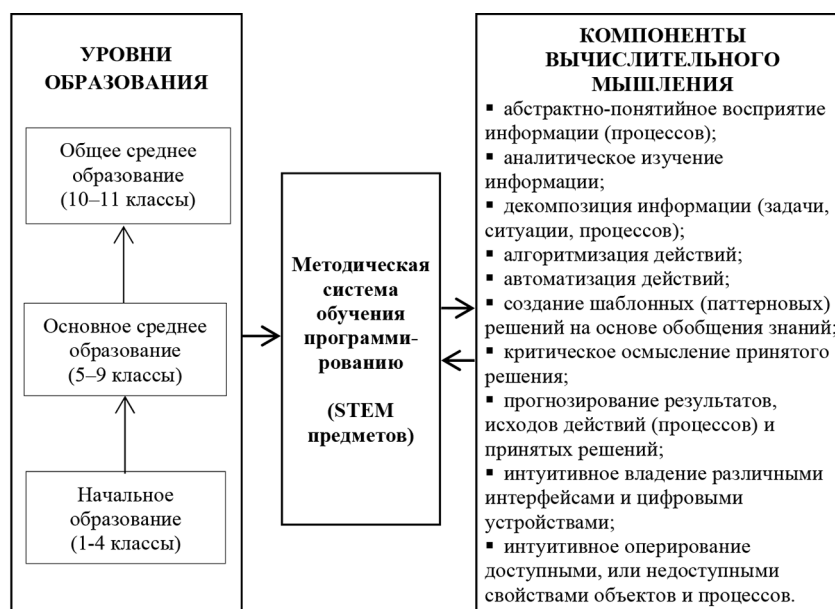 УРОВНИ
ОБРАЗОВАНИЯ
Общее среднее
образование
(10–11 классы)
Основное среднее
образование
(5–9 классы)
Начальное
образование
(1-4 классы)
Методическая
система
обучения
программи-
рованию
(STEM
предметов)
КОМПОНЕНТЫ
ВЫЧИСЛИТЕЛЬНОГО
МЫШЛЕНИЯ
▪ абстрактно-понятийное восприятие
информации (процессов);
▪ аналитическое изучение
информации;
▪ декомпозиция информации (задачи,
ситуации, процессов);
▪ алгоритмизация действий;
▪ автоматизация действий;
▪ создание шаблонных (паттерновых)
решений на основе обобщения знаний;
▪ критическое осмысление принятого
решения;
▪ прогнозирование результатов,
исходов действий (процессов) и
принятых решений;
▪ интуитивное владение различными
интерфейсами и цифровыми
устройствами;
▪ интуитивное оперирование
доступными, или недоступными
свойствами объектов и процессов.